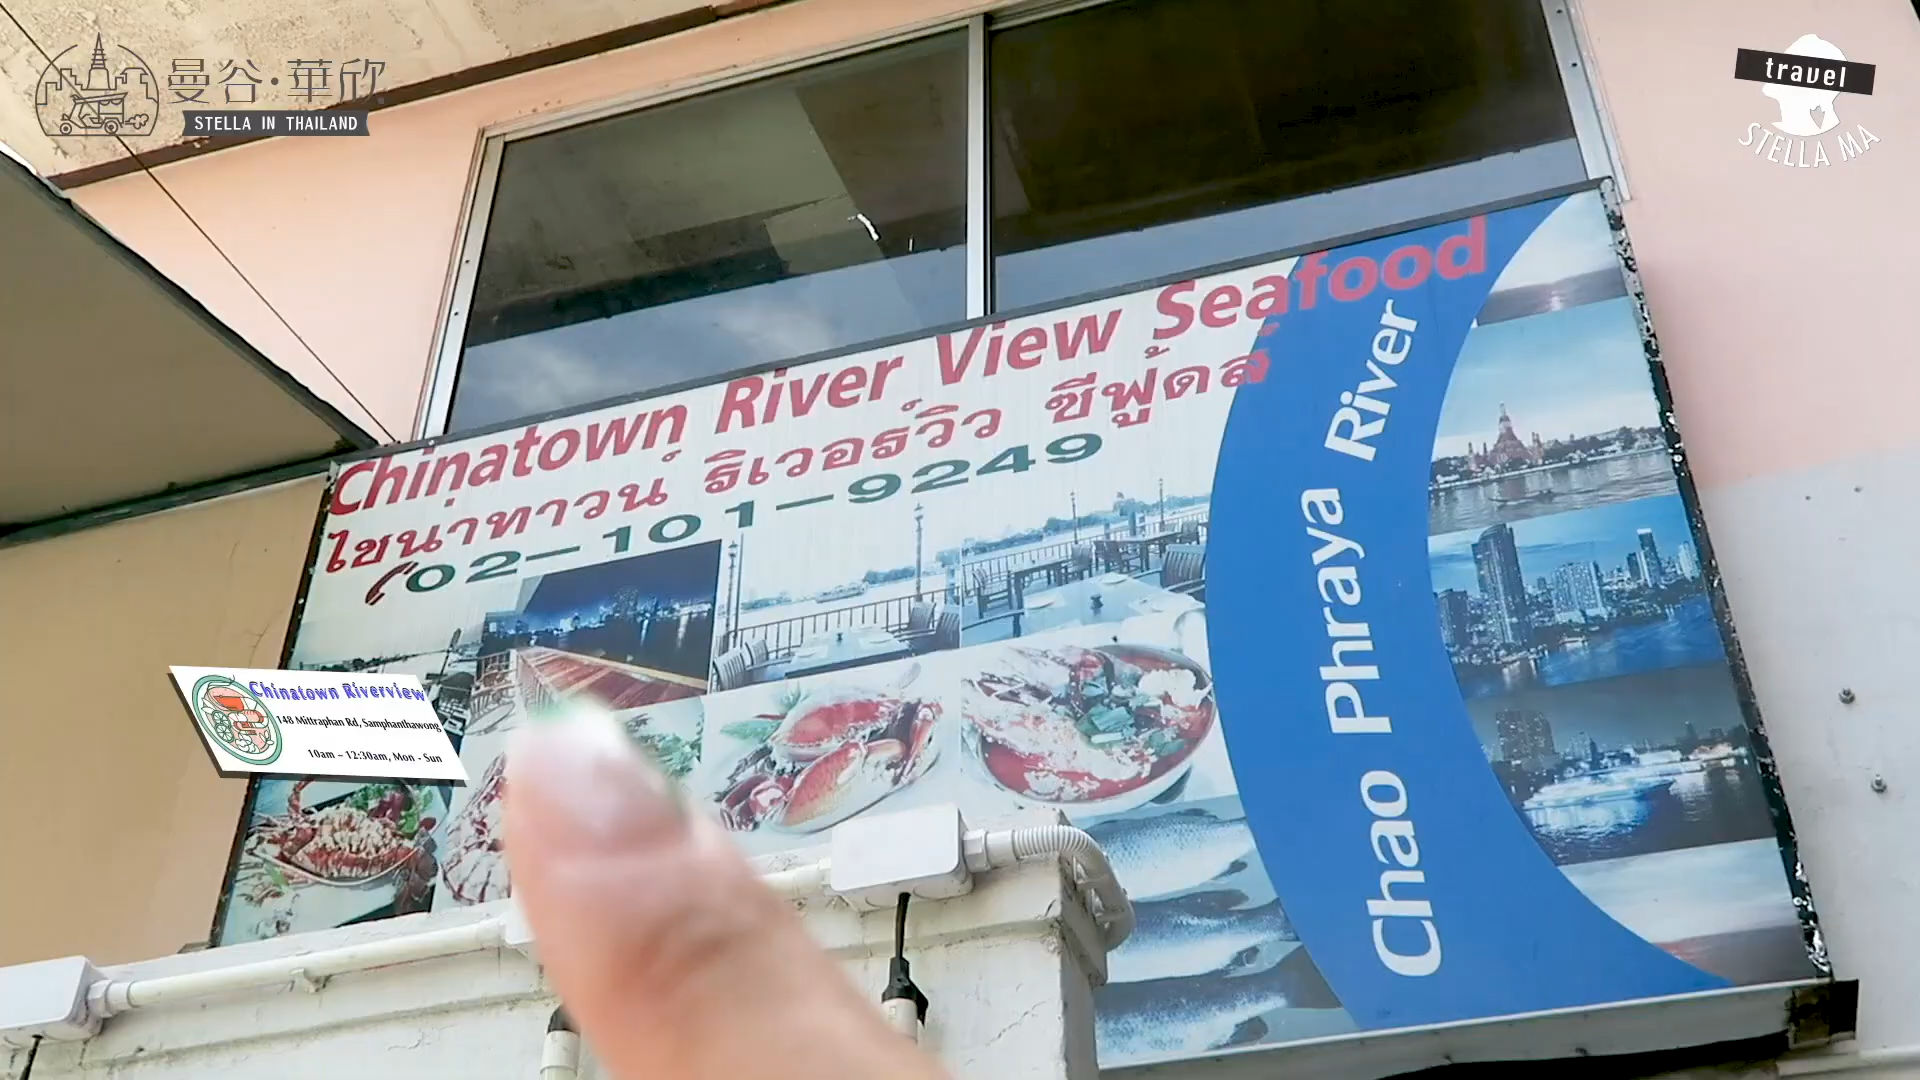 曼谷·華欣
STELLA IN THAILAND
travel
STELLA MA
Chinatown River View Seafood
ไชน่าทาวน์ ริเวอร์วิว ซีฟู้ดส์
02-101-9249
Chao Phraya River
Chinatown Riverview
148 Mittraphan Rd, Samphanthawong
10am - 12:30am, Mon - Sun